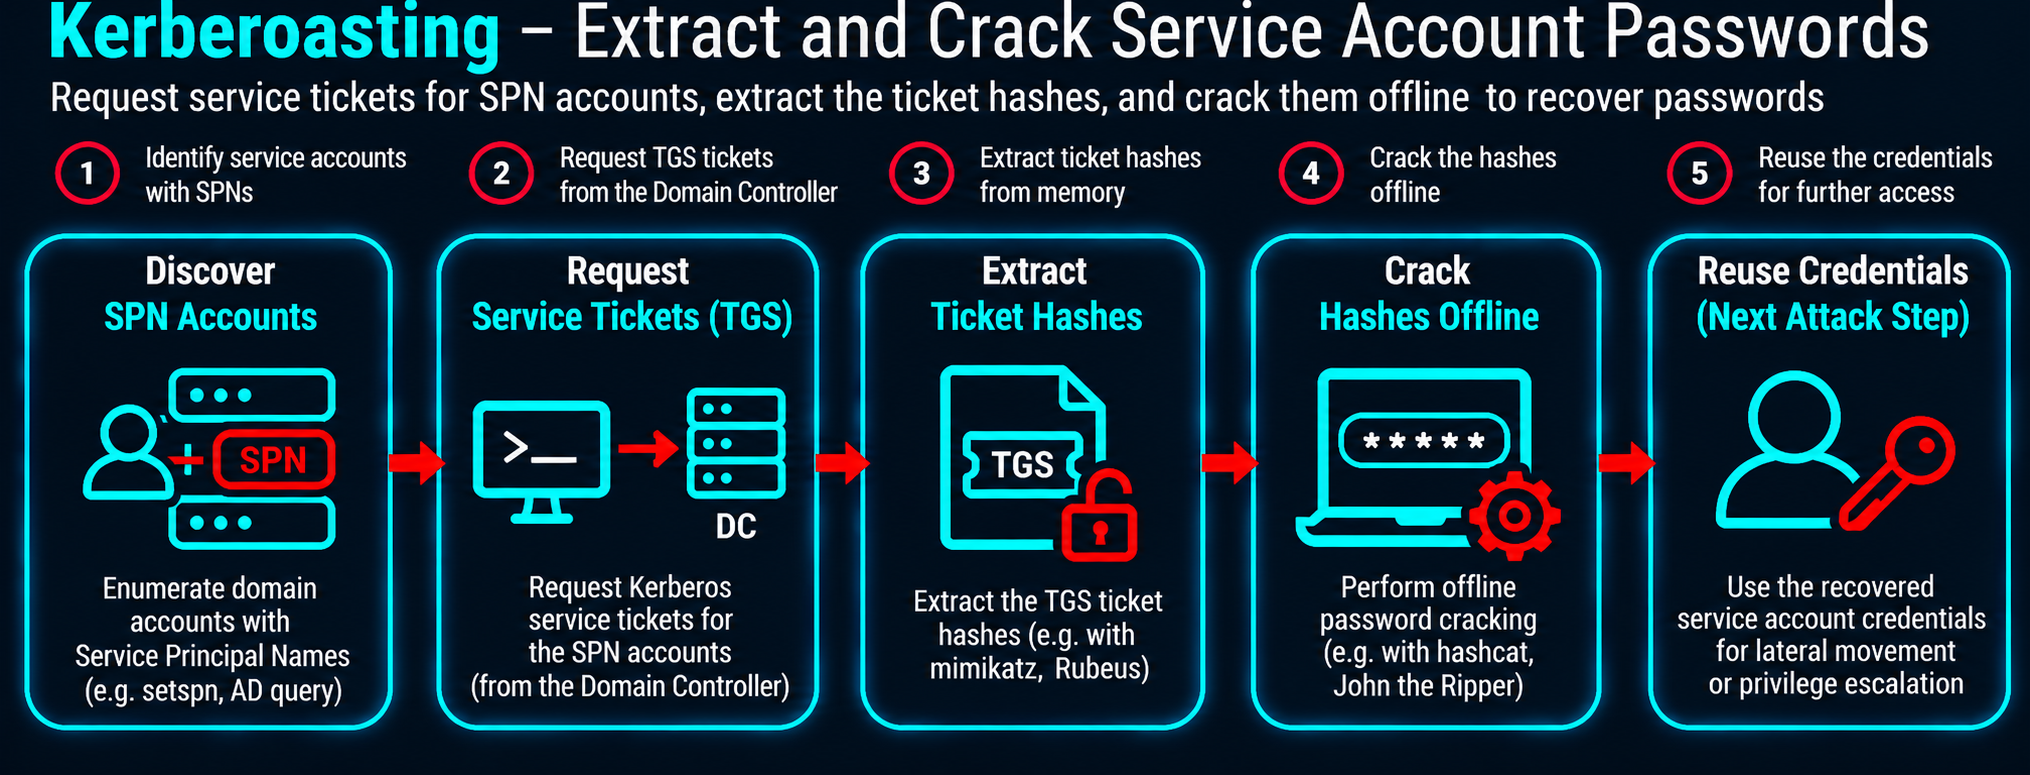 Kerberoasting – Extract and Crack Service Account Passwords
Request service tickets for SPN accounts, extract the ticket hashes, and crack them offline to recover passwords
1
Identify service accounts
with SPNs
2
Request TGS tickets
from the Domain Controller
3
Extract ticket hashes
from memory
4
Crack the hashes
offline
5
Reuse the credentials
for further access
Discover
SPN Accounts
SPN
Enumerate domain
accounts with
Service Principal Names
(e.g. setspn, AD query)
Request
Service Tickets (TGS)
>_
DC
Request Kerberos
service tickets for
the SPN accounts
(from the Domain Controller)
Extract
Ticket Hashes
TGS
Extract the TGS ticket
hashes (e.g. with
mimikatz, Rubeus)
Crack
Hashes Offline
*****
Perform offline
password cracking
(e.g. with hashcat,
John the Ripper)
Reuse Credentials
(Next Attack Step)
Use the recovered
service account credentials
for lateral movement
or privilege escalation